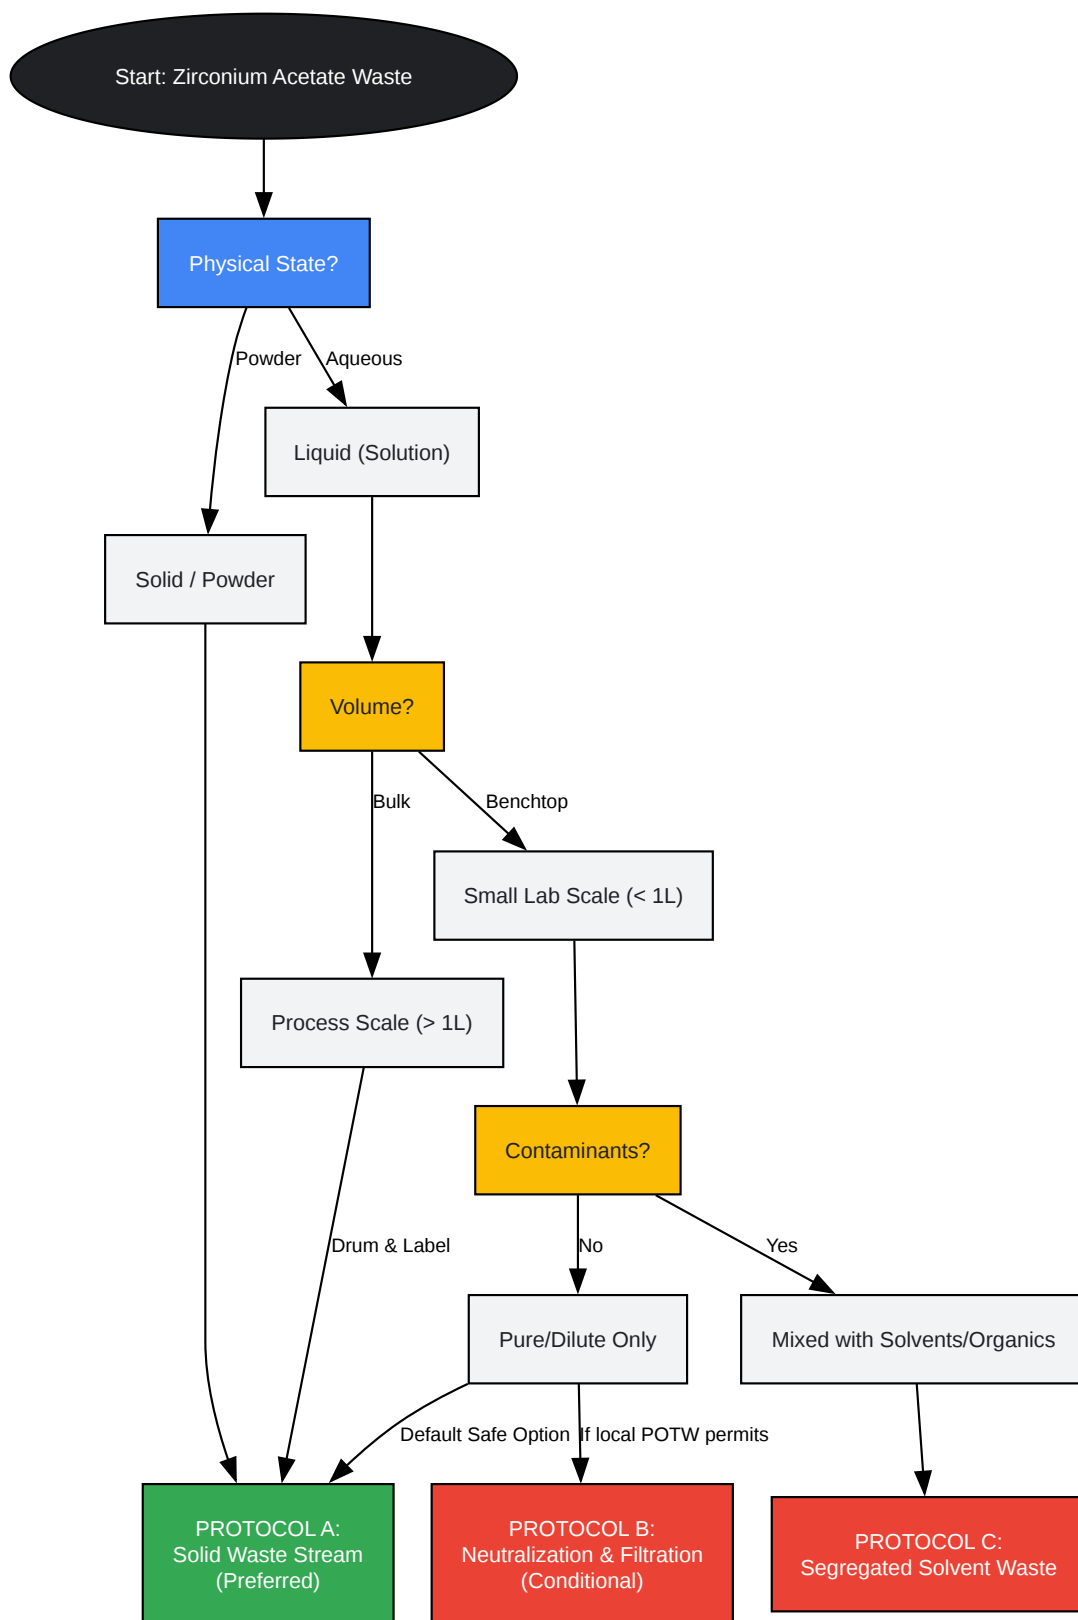 Start: Zirconium Acetate Waste
Physical State?
Powder
Aqueous
Liquid (Solution)
Solid / Powder
Volume?
Bulk
Benchtop
Small Lab Scale (< 1L)
Process Scale (> 1L)
Contaminants?
Drum & Label
No
Yes
Pure/Dilute Only
Mixed with Solvents/Organics
Default Safe Option
If local POTW permits
PROTOCOL A:
Solid Waste Stream
(Preferred)
PROTOCOL B:
Neutralization & Filtration
(Conditional)
PROTOCOL C:
Segregated Solvent Waste